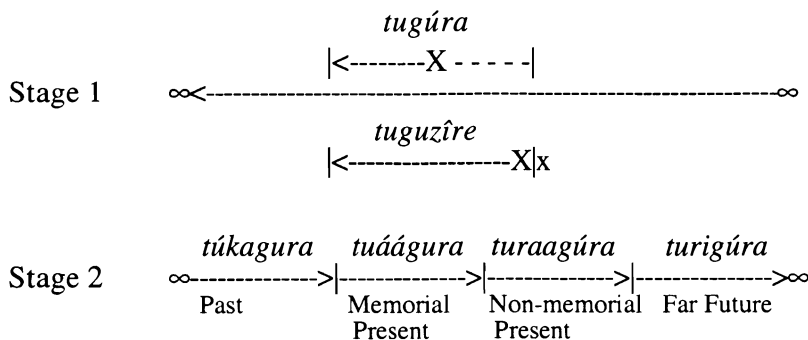 tugúra
|<--------X - - - - -|
Stage 1 ∞<------------------------------------------------------------∞
tuguzîre
|<----------------X|x
túkagura tuáágura turaagúra turigúra
Stage 2 ∞-------------->|-------------->|-------------->|-------------->∞
Past Memorial Non-memorial Far Future
Present Present